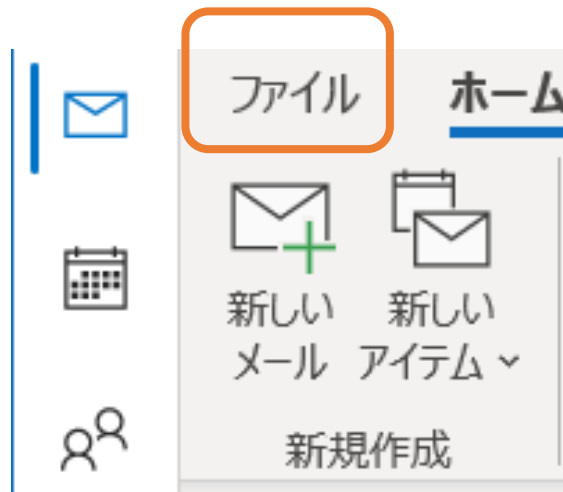 ファイル ホーム
新しい 新しい
メール アイテム
新規作成